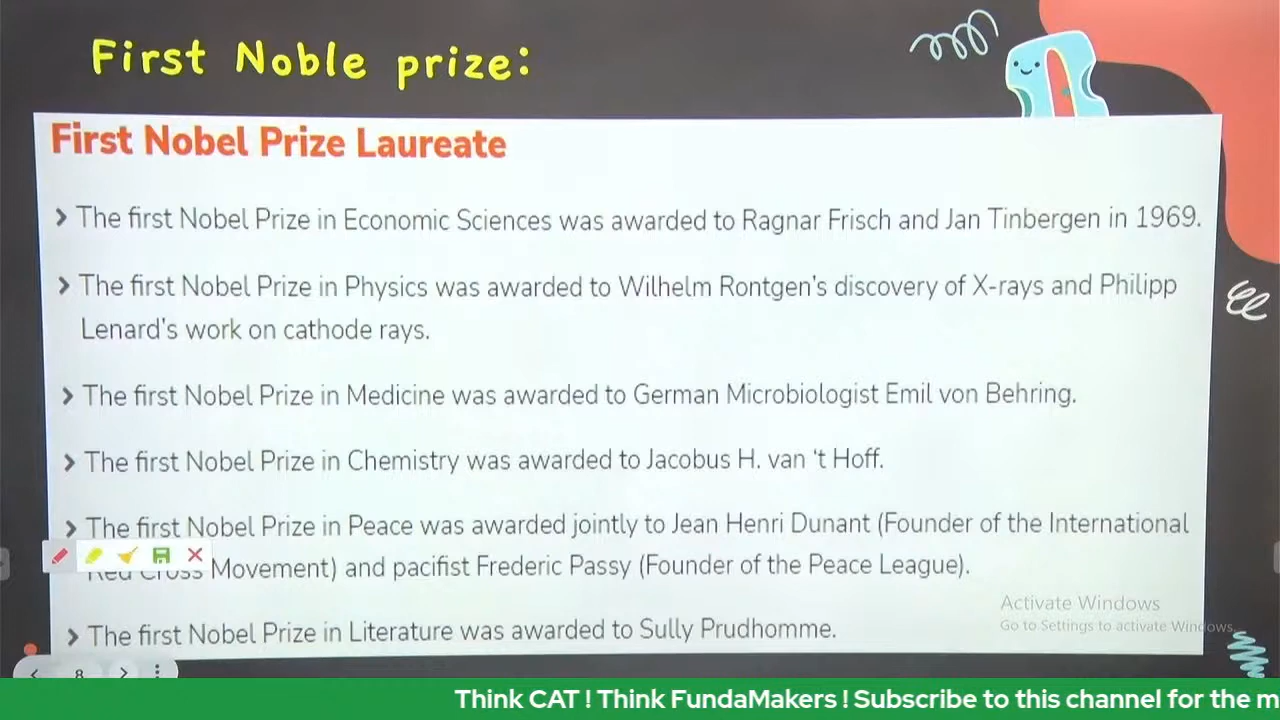 First Noble prize:
First Nobel Prize Laureate
The first Nobel Prize in Economic Sciences was awarded to Ragnar Frisch and Jan Tinbergen in 1969.
The first Nobel Prize in Physics was awarded to Wilhelm Rontgen's discovery of X-rays and Philipp
Lenard's work on cathode rays.
The first Nobel Prize in Medicine was awarded to German Microbiologist Emil von Behring.
The first Nobel Prize in Chemistry was awarded to Jacobus H. van 't Hoff.
The first Nobel Prize in Peace was awarded jointly to Jean Henri Dunant (Founder of the International
Red Cross Movement) and pacifist Frederic Passy (Founder of the Peace League).
Activate Windows
Go to Settings to activate Windows.
The first Nobel Prize in Literature was awarded to Sully Prudhomme.
8
Think CAT ! Think FundaMakers ! Subscribe to this channel for the m